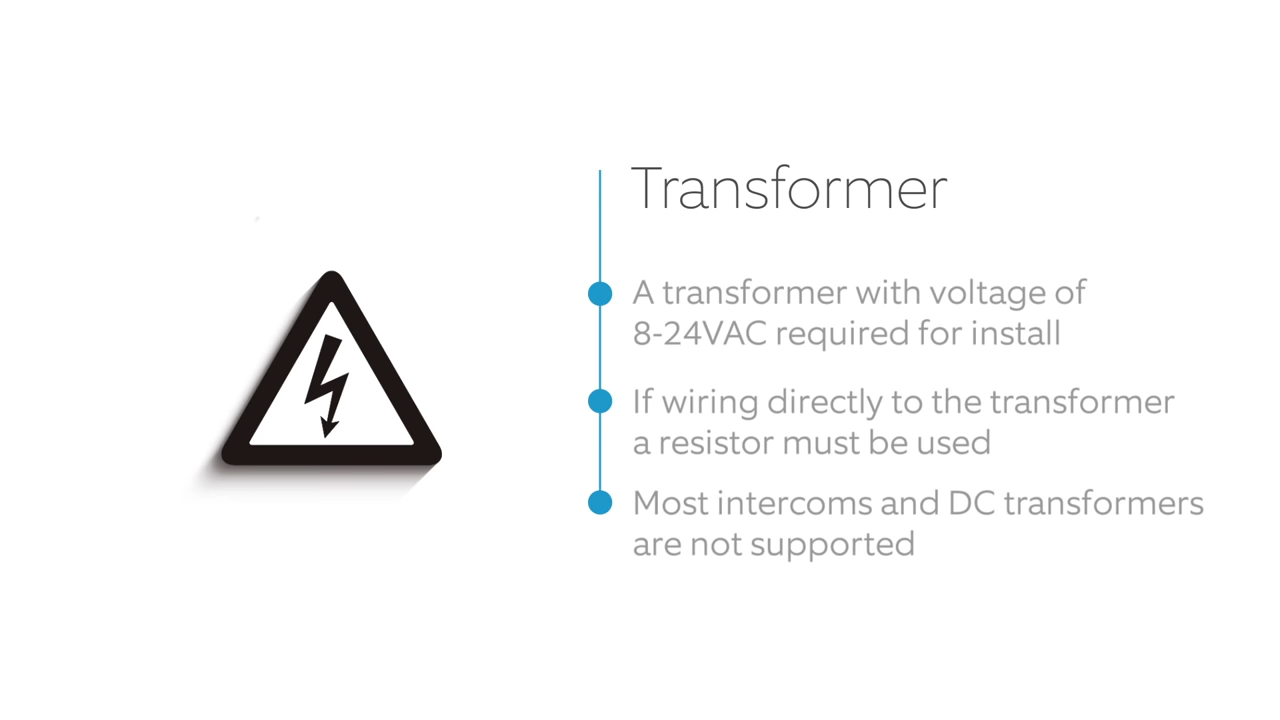 Transformer
A transformer with voltage of
8-24VAC required for install
If wiring directly to the transformer
a resistor must be used
Most intercoms and DC transformers
are not supported